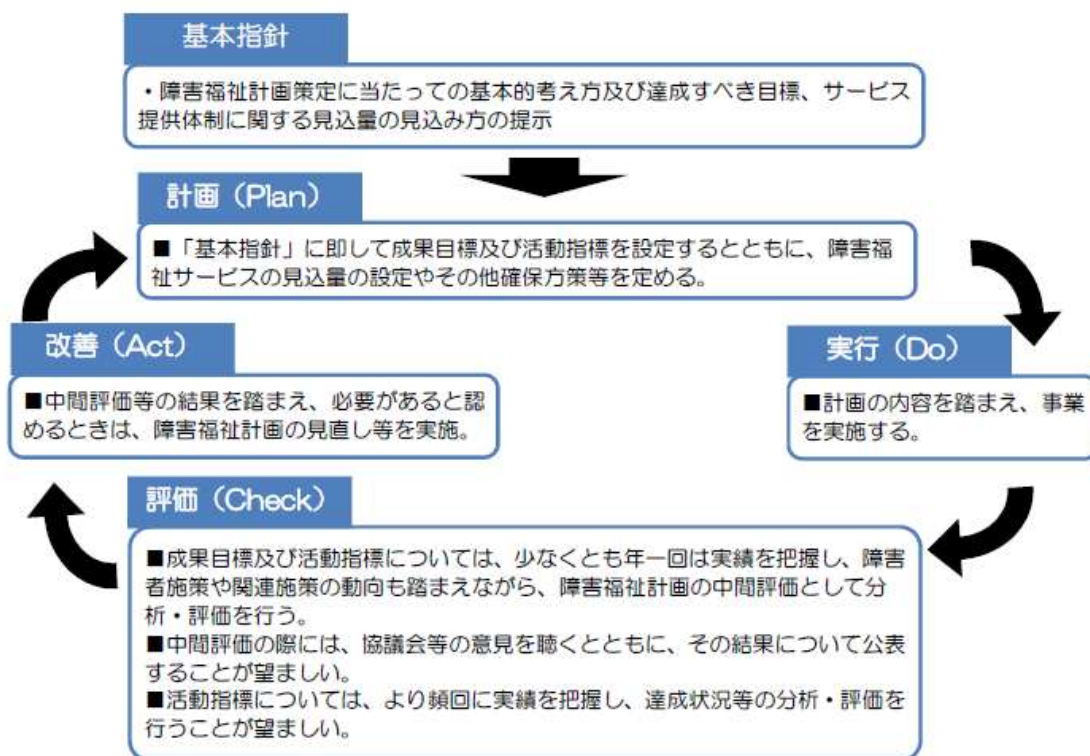 基本指針
・障害福祉計画策定に当たっての基本的考え方及び達成すべき目標、サービス
提供体制に関する見込量の見込み方の提示
計画（Plan）
■「基本指針」に即して成果目標及び活動指標を設定するとともに、障害福
祉サービスの見込量の設定やその他確保方策等を定める。
改善（Act）
■中間評価等の結果を踏まえ、必要があると認
めるときは、障害福祉計画の見直し等を実施。
実行（Do）
■計画の内容を踏まえ、事業
を実施する。
評価（Check）
■成果目標及び活動指標については、少なくとも年一回は実績を把握し、障害
者施策や関連施策の動向も踏まえながら、障害福祉計画の中間評価として分
析・評価を行う。
■中間評価の際には、協議会等の意見を聴くとともに、その結果について公表
することが望ましい。
■活動指標については、より頻回に実績を把握し、達成状況等の分析・評価を
行うことが望ましい。